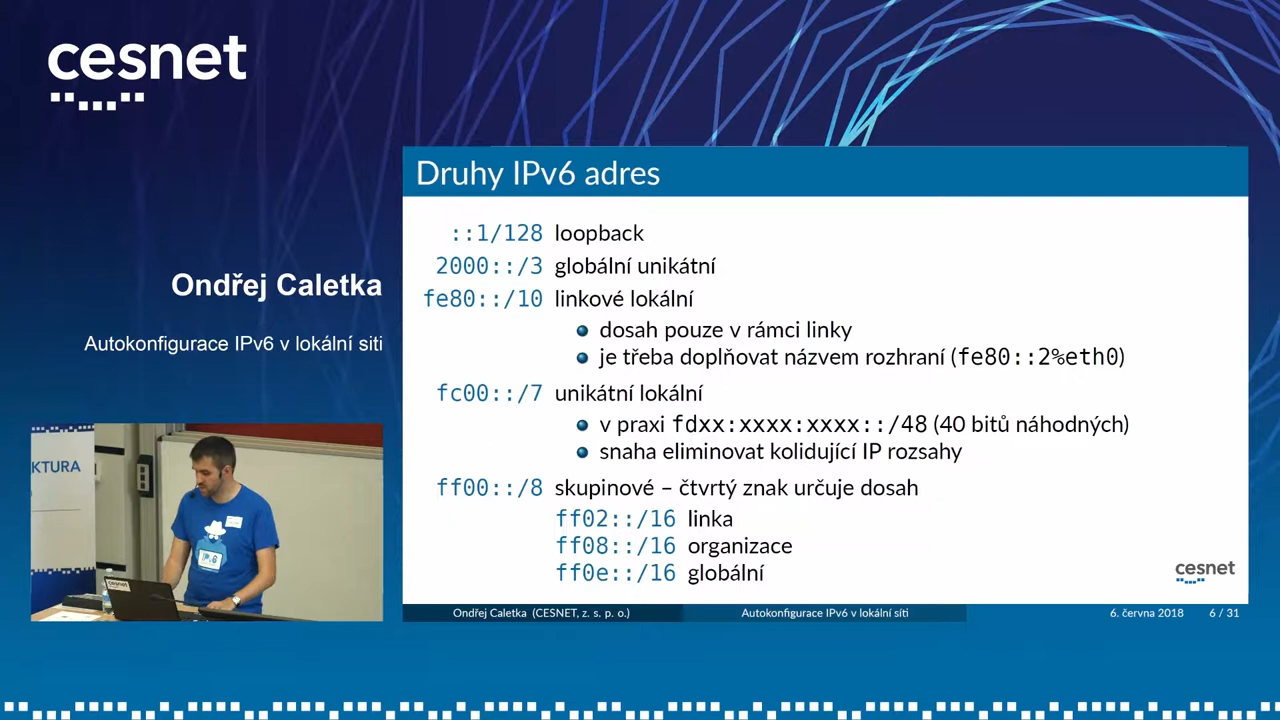 cesnet
Druhy IPv6 adres
::1/128 loopback
2000::/3 globální unikátní
fe80::/10 linkové lokální
dosah pouze v rámci linky
je třeba doplňovat názvem rozhraní (fe80::2%eth0)
fc00::/7 unikátní lokální
v praxi fdxx:xxxx:xxxx::/48 (40 bitů náhodných)
snaha eliminovat kolidující IP rozsahy
ff00::/8 skupinové – čtvrtý znak určuje dosah
ff02::/16 linka
ff08::/16 organizace
ff0e::/16 globální
cesnet
Ondřej Caletka (CESNET, z. s. p. o.) Autokonfigurace IPv6 v lokální síti 6. června 2018 6 / 31
Ondřej Caletka
Autokonfigurace IPv6 v lokální siti
KTURA
IPv6
cesnet